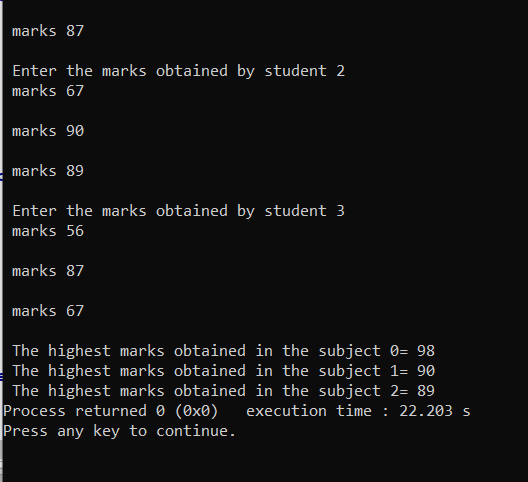 marks 87
Enter the marks obtained by student 2
marks 67
marks 90
marks 89
Enter the marks obtained by student 3
marks 56
marks 87
marks 67
The highest marks obtained in the subject 0= 98
The highest marks obtained in the subject 1= 90
The highest marks obtained in the subject 2= 89
Process returned 0 (0x0)   execution time : 22.203 s
Press any key to continue.